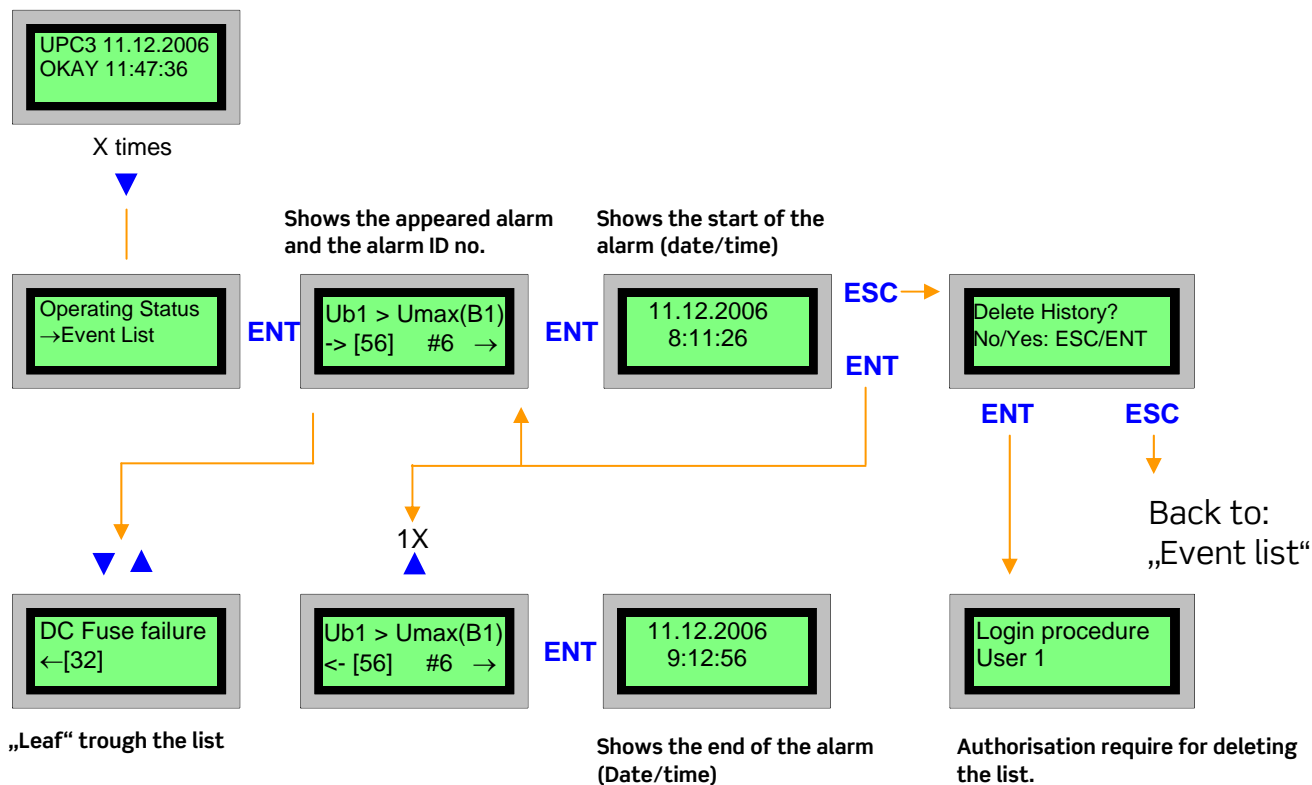 UPC3 11.12.2006
OKAY 11:47:36
X times
▼
Shows the appeared alarm
and the alarm ID no.
Shows the start of the
alarm (date/time)
Operating Status
→Event List
ENT
Ub1 > Umax(B1)
-> [56] #6 →
ENT
11.12.2006
8:11:26
ESC
ENT
Delete History?
No/Yes: ESC/ENT
ENT
ESC
Back to:
„Event list“
1X
▼ ▲
▲
DC Fuse failure
←[32]
Ub1 > Umax(B1)
<- [56] #6 →
ENT
11.12.2006
9:12:56
Login procedure
User 1
„Leaf“ trough the list
Shows the end of the alarm
(Date/time)
Authorisation require for deleting
the list.